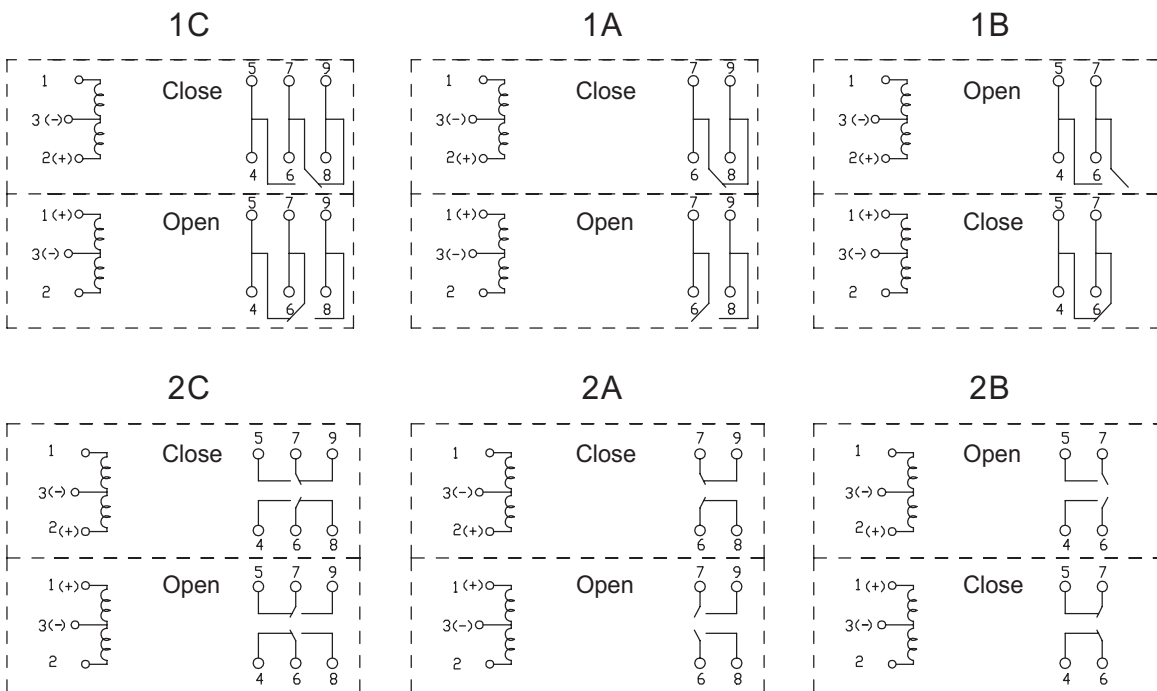 1C
1
3(-)
2(+)
Close
5 7 9
4 6 8
1(+)
3(-)
2
Open
5 7 9
4 6 8
1A
1
3(-)
2(+)
Close
7 9
6 8
1(+)
3(-)
2
Open
7 9
6 8
1B
1
3(-)
2(+)
Open
5 7
4 6
1(+)
3(-)
2
Close
5 7
4 6
2C
1
3(-)
2(+)
Close
5 7 9
4 6 8
1(+)
3(-)
2
Open
5 7 9
4 6 8
2A
1
3(-)
2(+)
Close
7 9
6 8
1(+)
3(-)
2
Open
7 9
6 8
2B
1
3(-)
2(+)
Open
5 7
4 6
1(+)
3(-)
2
Close
5 7
4 6